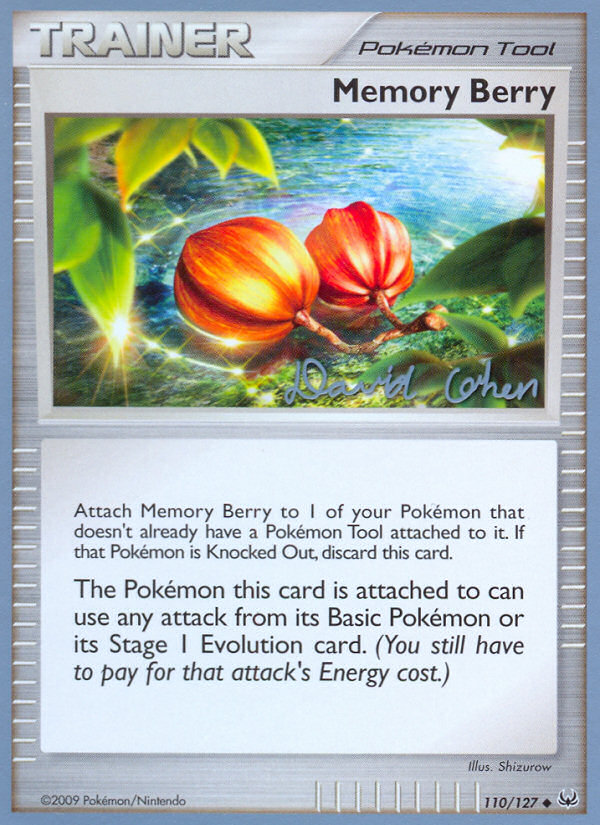 TRAINER
Pokémon Tool
Memory Berry
David Cohen
Attach Memory Berry to 1 of your Pokémon that
doesn't already have a Pokémon Tool attached to it. If
that Pokémon is Knocked Out, discard this card.
The Pokémon this card is attached to can
use any attack from its Basic Pokémon or
its Stage 1 Evolution card. (You still have
to pay for that attack's Energy cost.)
Illus. Shizurow
©2009 Pokémon/Nintendo
110/127